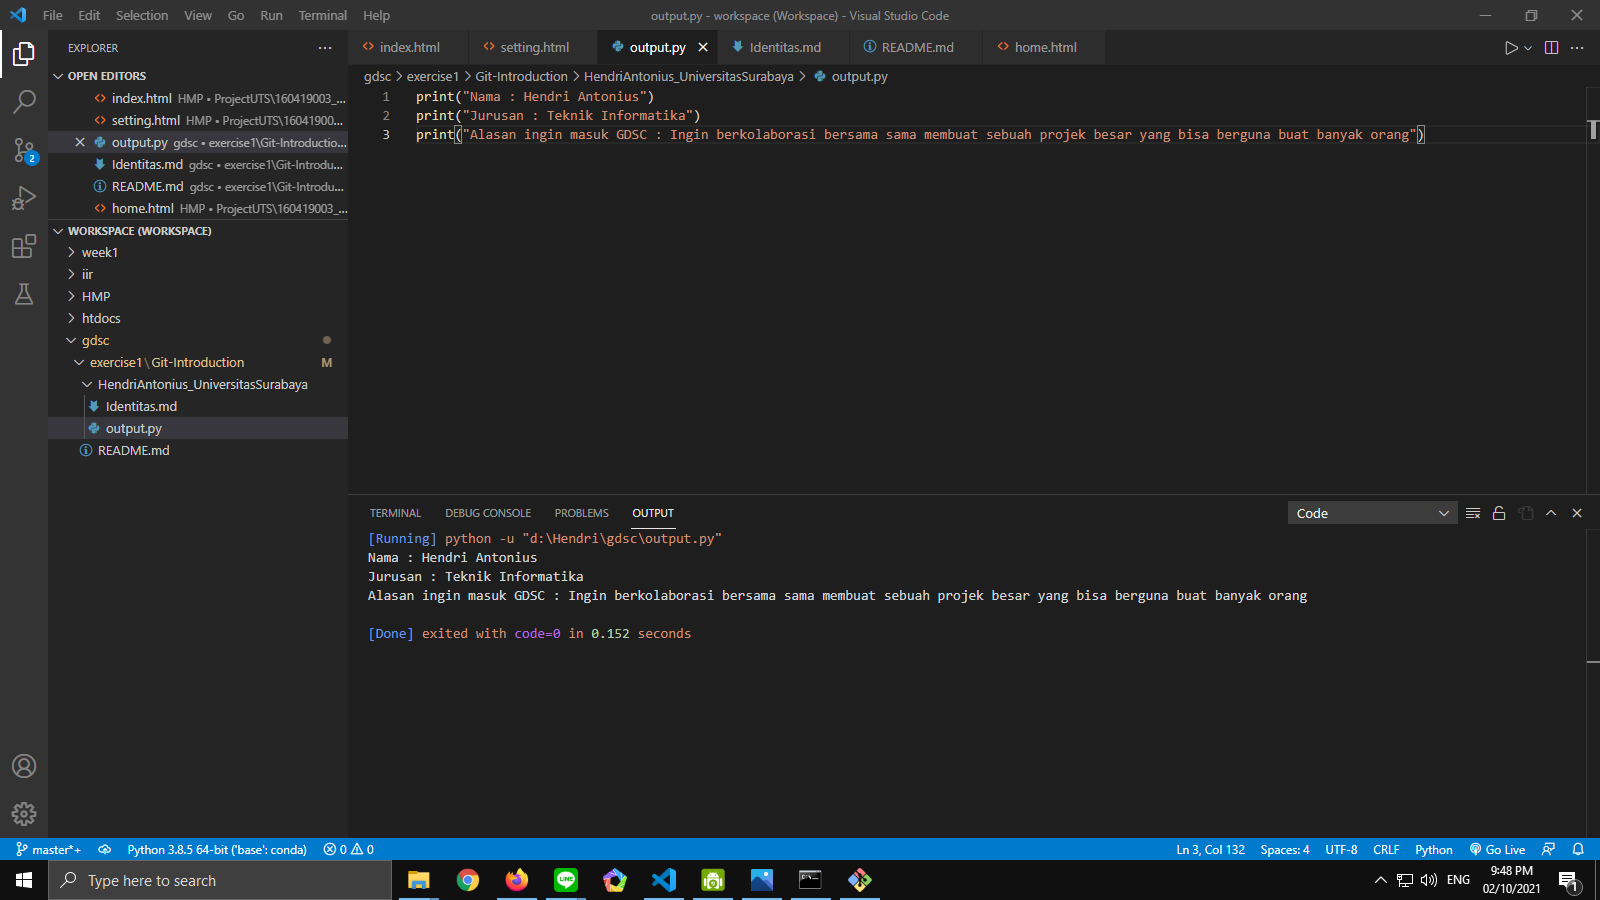 File Edit Selection View Go Run Terminal Help
output.py - workspace (Workspace) - Visual Studio Code
EXPLORER
OPEN EDITORS
index.html HMP • ProjectUTS\160419003_...
setting.html HMP • ProjectUTS\1604190...
output.py gdsc • exercise1\Git-Introductio...
Identitas.md gdsc • exercise1\Git-Introdu...
README.md gdsc • exercise1\Git-Introdu...
home.html HMP • ProjectUTS\160419003_...
WORKSPACE (WORKSPACE)
week1
iir
HMP
htdocs
gdsc
exercise1\Git-Introduction M
HendriAntonius_UniversitasSurabaya
Identitas.md
output.py
README.md
2
index.html setting.html output.py Identitas.md README.md home.html
gdsc > exercise1 > Git-Introduction > HendriAntonius_UniversitasSurabaya > output.py
1 print("Nama : Hendri Antonius")
2 print("Jurusan : Teknik Informatika")
3 print("Alasan ingin masuk GDSC : Ingin berkolaborasi bersama sama membuat sebuah projek besar yang bisa berguna buat banyak orang")
TERMINAL DEBUG CONSOLE PROBLEMS OUTPUT
Code
[Running] python -u "d:\Hendri\gdsc\output.py"
Nama : Hendri Antonius
Jurusan : Teknik Informatika
Alasan ingin masuk GDSC : Ingin berkolaborasi bersama sama membuat sebuah projek besar yang bisa berguna buat banyak orang
[Done] exited with code=0 in 0.152 seconds
master*+ Python 3.8.5 64-bit ('base': conda) 0 0
Ln 3, Col 132 Spaces: 4 UTF-8 CRLF Python Go Live
Type here to search
LINE
ENG
9:48 PM
02/10/2021
1